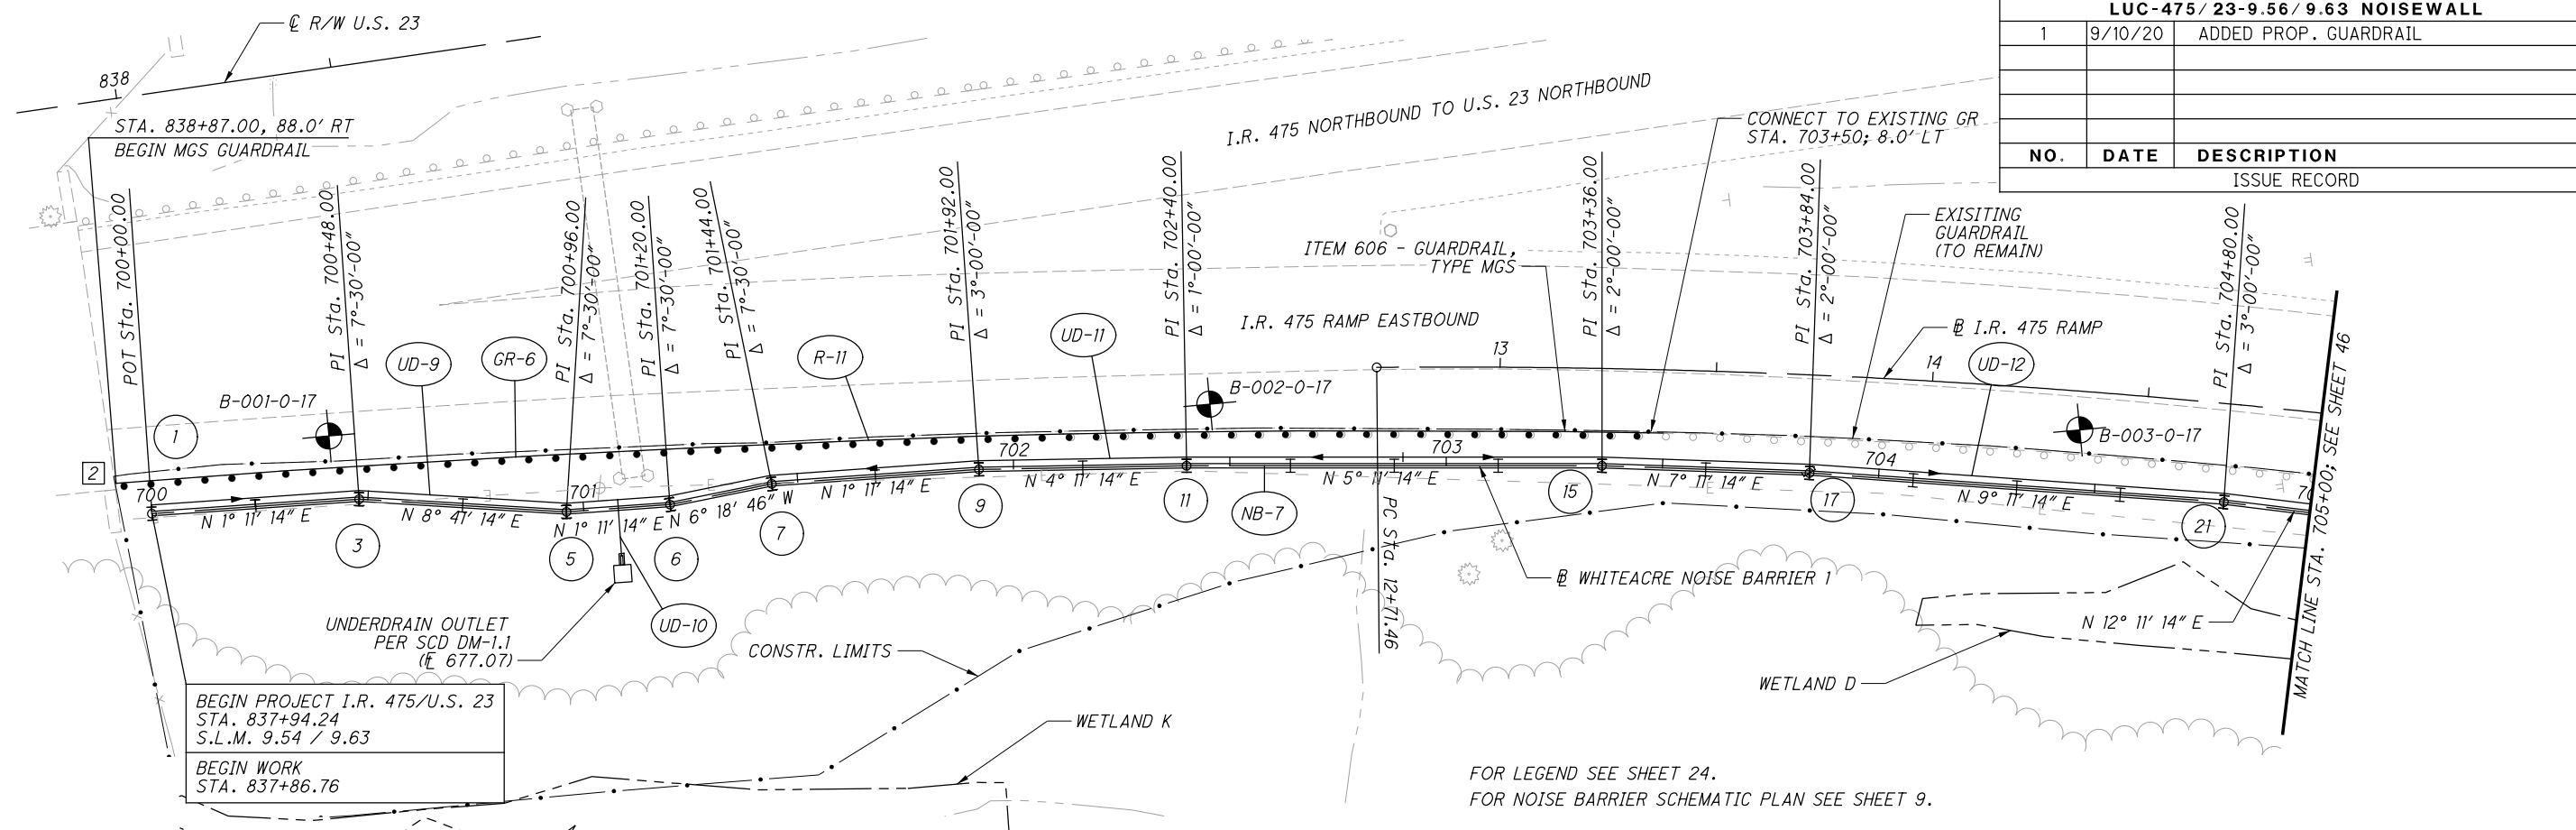 LUC-475/23-9.56/9.63 NOISEWALL
1 9/10/20 ADDED PROP. GUARDRAIL
NO. DATE DESCRIPTION
ISSUE RECORD
℄ R/W U.S. 23
838
STA. 838+87.00, 88.0' RT
BEGIN MGS GUARDRAIL
I.R. 475 NORTHBOUND TO U.S. 23 NORTHBOUND
CONNECT TO EXISTING GR
STA. 703+50; 8.0' LT
EXISITING
GUARDRAIL
(TO REMAIN)
ITEM 606 - GUARDRAIL,
TYPE MGS
POT Sta. 700+00.00
PI Sta. 700+48.00
Δ = 7°-30'-00"
PI Sta. 700+96.00
Δ = 7°-30'-00"
PI Sta. 701+20.00
Δ = 7°-30'-00"
PI Sta. 701+44.00
Δ = 7°-30'-00"
PI Sta. 701+92.00
Δ = 3°-00'-00"
PI Sta. 702+40.00
Δ = 1°-00'-00"
PI Sta. 703+36.00
Δ = 2°-00'-00"
PI Sta. 703+84.00
Δ = 2°-00'-00"
PI Sta. 704+80.00
Δ = 3°-00'-00"
I.R. 475 RAMP EASTBOUND
B I.R. 475 RAMP
13
14
UD-9
GR-6
R-11
UD-11
UD-12
B-001-0-17
B-002-0-17
B-003-0-17
1
2
700
701
702
703
704
N 1° 11' 14" E
N 8° 41' 14" E
N 1° 11' 14" E
N 6° 18' 46" W
N 1° 11' 14" E
N 4° 11' 14" E
N 5° 11' 14" E
N 7° 11' 14" E
N 9° 11' 14" E
N 12° 11' 14" E
3
5
6
7
9
11
NB-7
15
17
21
PC Sta. 12+71.46
MATCH LINE STA. 705+00; SEE SHEET 46
B WHITEACRE NOISE BARRIER 1
UNDERDRAIN OUTLET
PER SCD DM-1.1
(FL 677.07)
UD-10
CONSTR. LIMITS
WETLAND D
WETLAND K
BEGIN PROJECT I.R. 475/U.S. 23
STA. 837+94.24
S.L.M. 9.54 / 9.63
BEGIN WORK
STA. 837+86.76
FOR LEGEND SEE SHEET 24.
FOR NOISE BARRIER SCHEMATIC PLAN SEE SHEET 9.